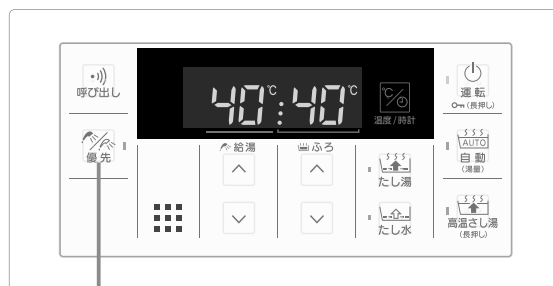 呼び出し
優先
40℃:40℃
℃/
温度/時計
給湯
ふろ
たし湯
たし水
運転
(長押し)
AUTO
自動
(湯量)
高温さし湯
(長押し)